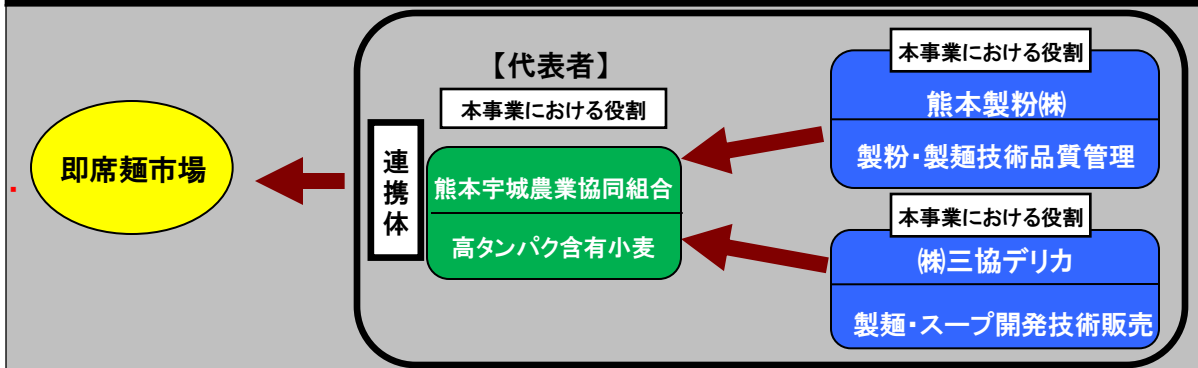 即席麺市場
連携体
【代表者】
本事業における役割
熊本宇城農業協同組合
高タンパク含有小麦
本事業における役割
熊本製粉㈱
製粉・製麺技術品質管理
本事業における役割
㈱三協デリカ
製麺・スープ開発技術販売